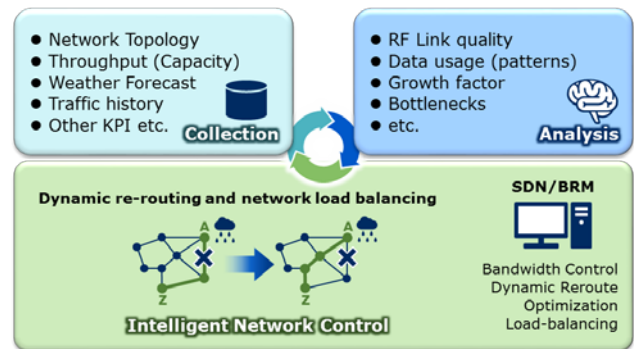 ● Network Topology
● Throughput (Capacity)
● Weather Forecast
● Traffic history
● Other KPI etc.
Collection
● RF Link quality
● Data usage (patterns)
● Growth factor
● Bottlenecks
● etc.
Analysis
Dynamic re-routing and network load balancing
A
Z
A
Z
Intelligent Network Control
SDN/BRM
Bandwidth Control
Dynamic Reroute
Optimization
Load-balancing